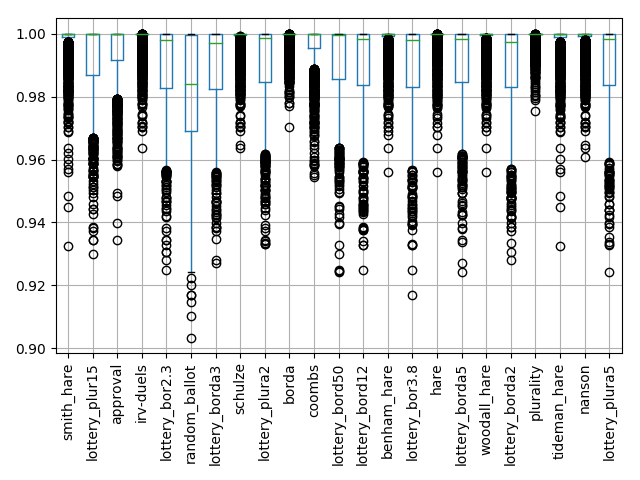 1.00
0.98
0.96
0.94
0.92
0.90
smith_hare
lottery_plur15
approval
irv-duels
lottery_bor2.3
random_ballot
lottery_borda3
schulze
lottery_plura2
borda
coombs
lottery_bord50
lottery_bord12
benham_hare
lottery_bor3.8
hare
lottery_borda5
woodall_hare
lottery_borda2
plurality
tideman_hare
nanson
lottery_plura5